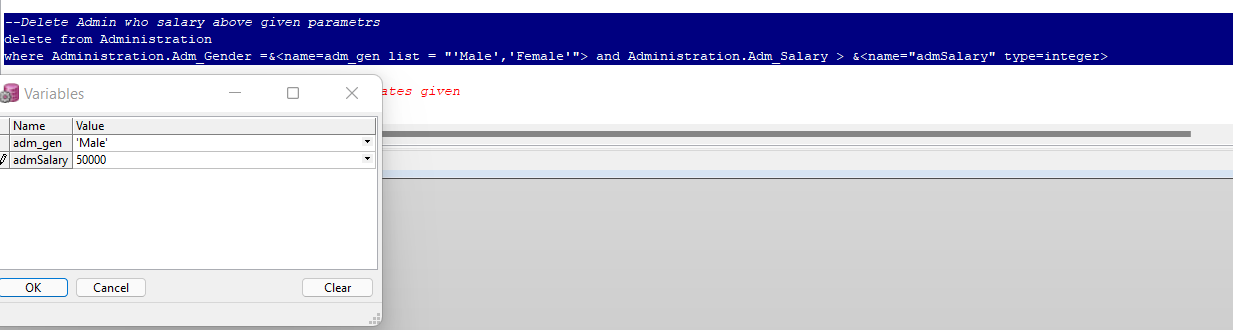 --Delete Admin who salary above given parametrs
delete from Administration
where Administration.Adm_Gender =&<name=adm_gen list = "'Male','Female'"> and Administration.Adm_Salary > &<name="admSalary" type=integer>
Variables
ates given
Name Value
adm_gen 'Male'
admSalary 50000
OK Cancel Clear